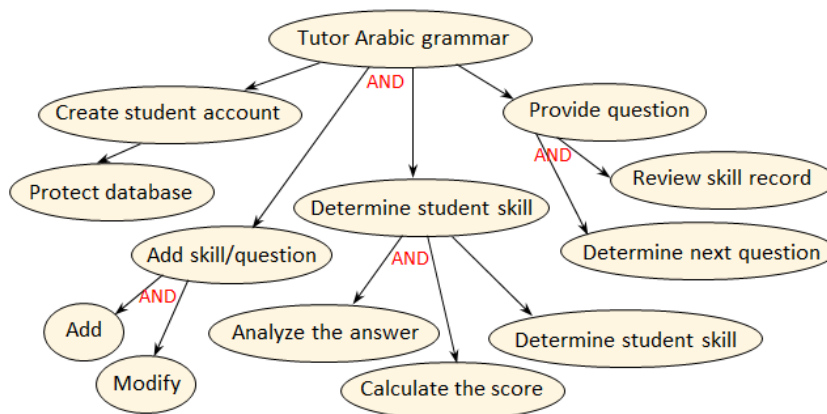 Tutor Arabic grammar
AND
Create student account
Provide question
AND
Protect database
Review skill record
Determine student skill
Add skill/question
AND
Determine next question
AND
Add
Analyze the answer
Determine student skill
Modify
Calculate the score